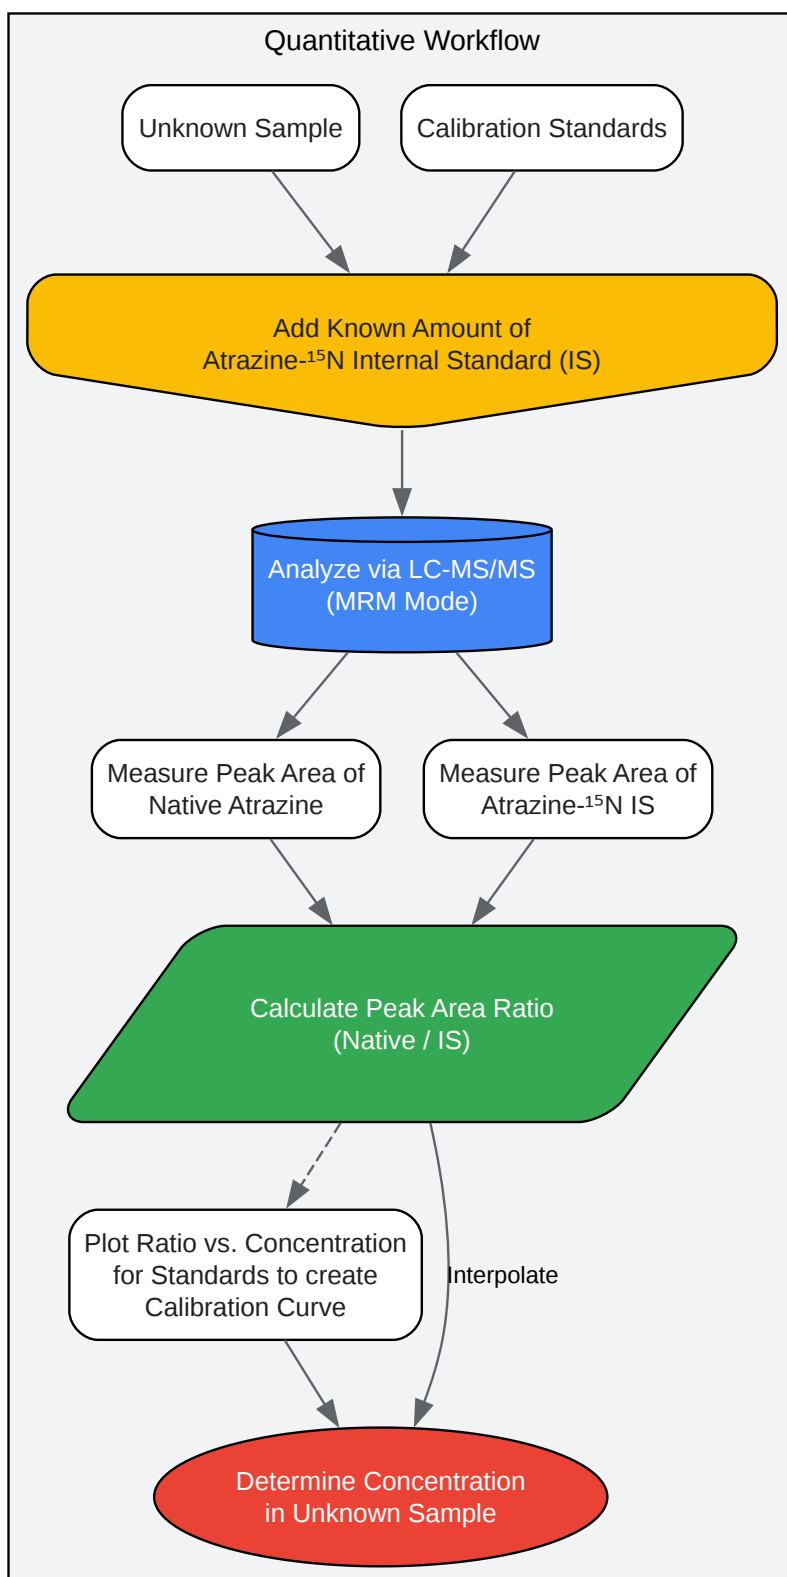 Quantitative Workflow
Unknown Sample
Calibration Standards
Add Known Amount of
Atrazine-¹⁵N Internal Standard (IS)
Analyze via LC-MS/MS
(MRM Mode)
Measure Peak Area of
Native Atrazine
Measure Peak Area of
Atrazine-¹⁵N IS
Calculate Peak Area Ratio
(Native / IS)
Plot Ratio vs. Concentration
for Standards to create
Calibration Curve
Interpolate
Determine Concentration
in Unknown Sample